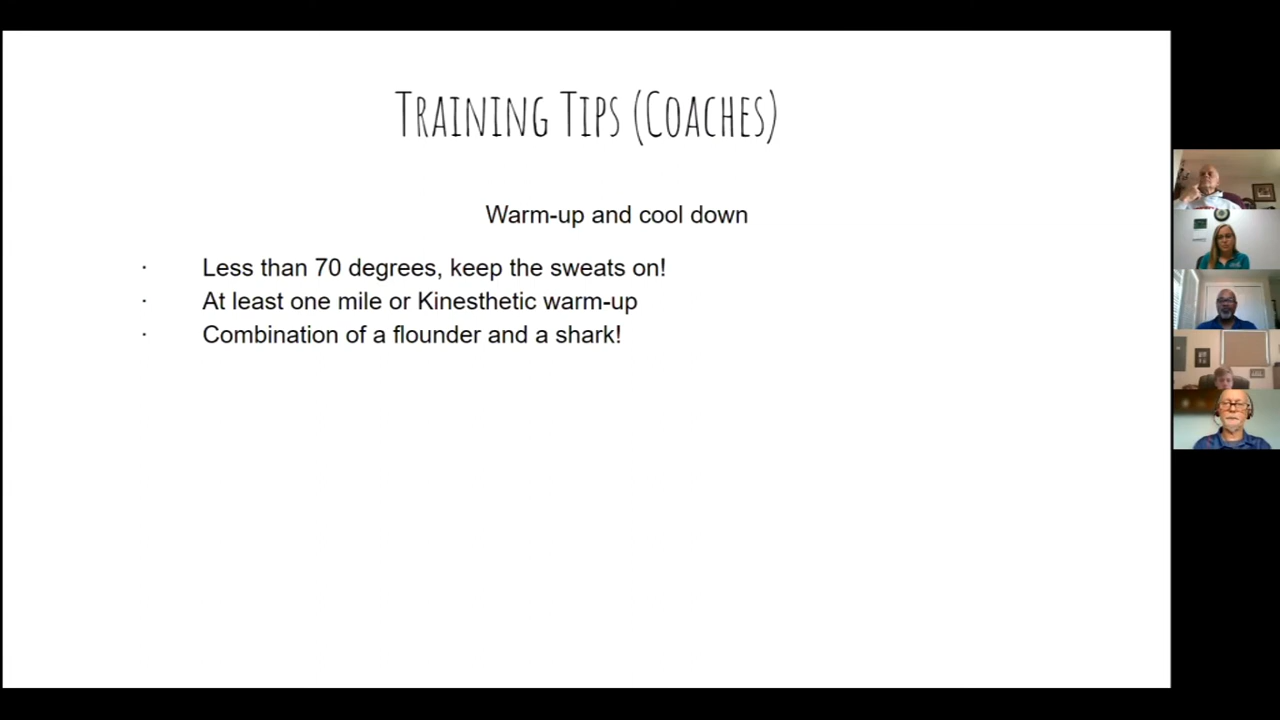 Training Tips (Coaches)
Warm-up and cool down
· Less than 70 degrees, keep the sweats on!
· At least one mile or Kinesthetic warm-up
· Combination of a flounder and a shark!